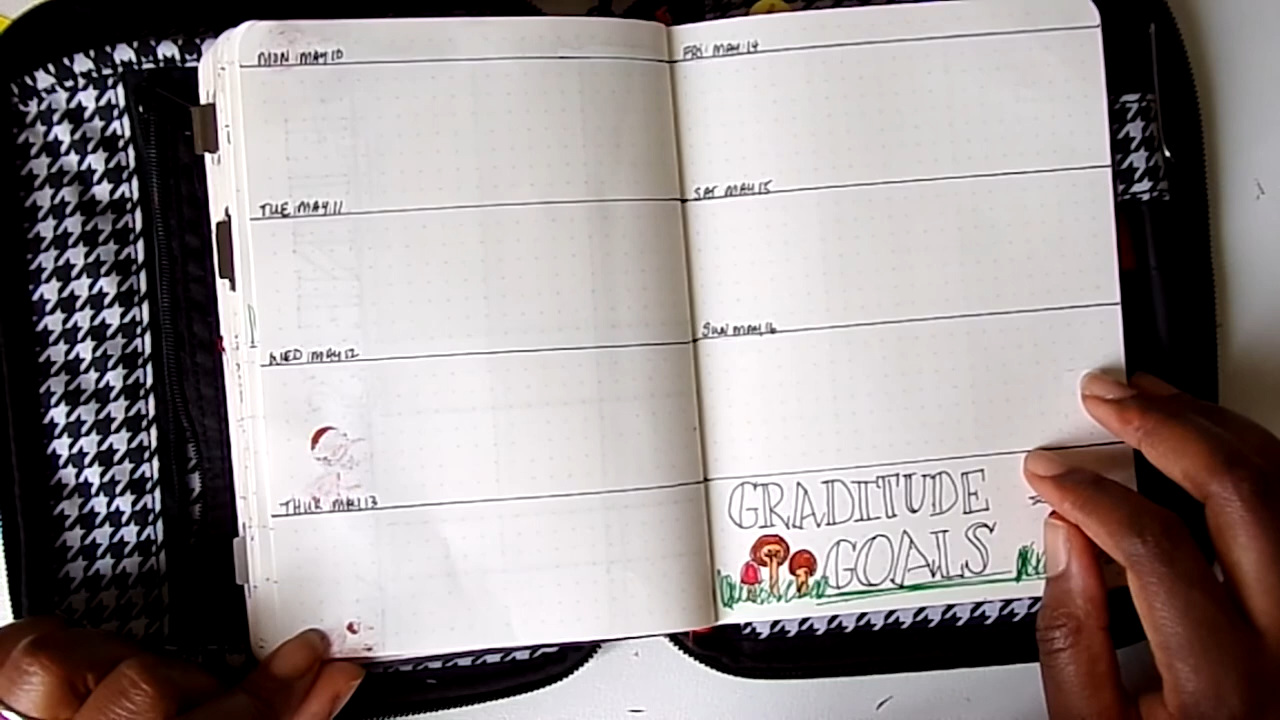 MON MAY 10
TUE MAY 11
WED MAY 12
THUR MAY 13
FRI MAY 14
SAT MAY 15
SUN MAY 16
GRADITUDE
GOALS